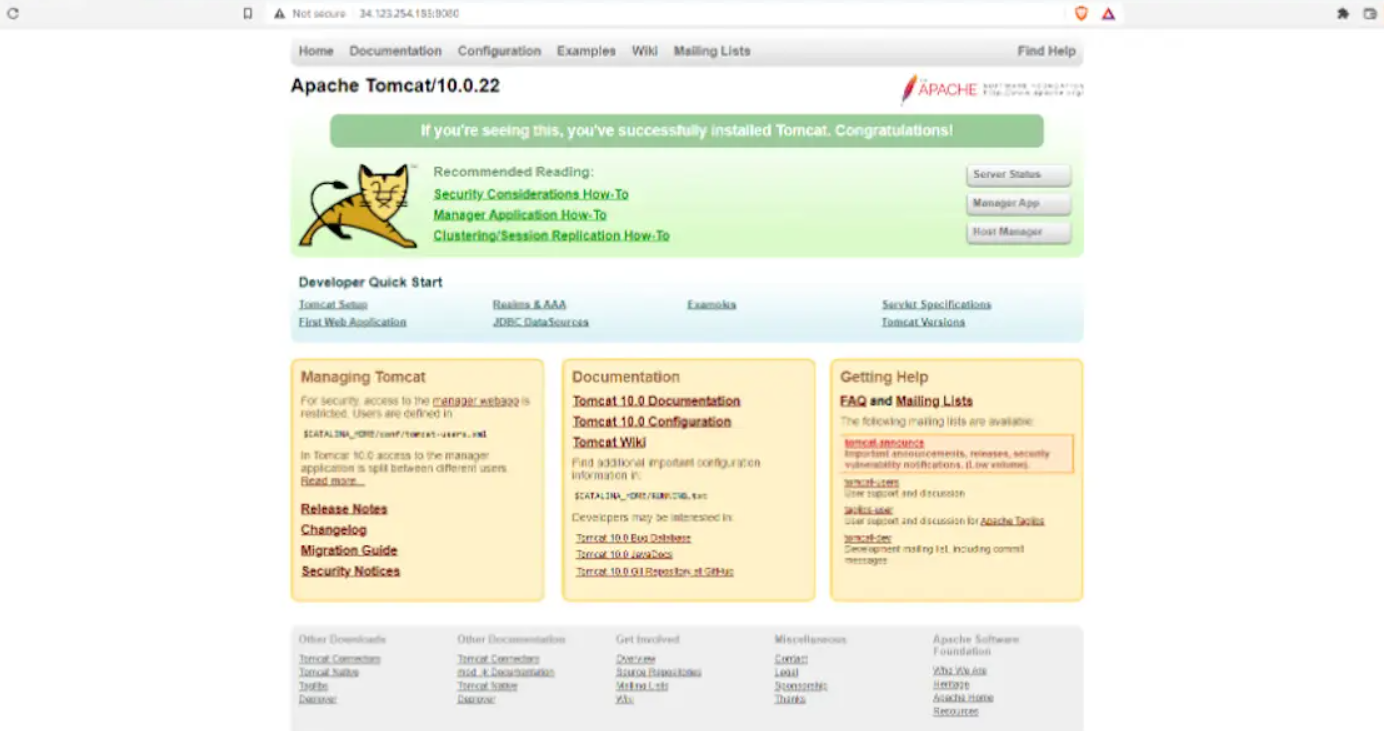 Not secure 34.123.254.155:8080
Home Documentation Configuration Examples Wiki Mailing Lists Find Help
Apache Tomcat/10.0.22
APACHE SOFTWARE FOUNDATION
http://www.apache.org/
If you're seeing this, you've successfully installed Tomcat. Congratulations!
Recommended Reading:
Security Considerations How-To
Manager Application How-To
Clustering/Session Replication How-To
Server Status
Manager App
Host Manager
Developer Quick Start
Tomcat Setup
First Web Application
Realms & AAA
JDBC DataSources
Examples
Servlet Specifications
Tomcat Versions
Managing Tomcat
For security, access to the manager webapp is
restricted. Users are defined in:
$CATALINA_HOME/conf/tomcat-users.xml
In Tomcat 10.0 access to the manager
application is split between different users.
Read more...
Release Notes
Changelog
Migration Guide
Security Notices
Documentation
Tomcat 10.0 Documentation
Tomcat 10.0 Configuration
Tomcat Wiki
Find additional important configuration
information in:
$CATALINA_HOME/RUNNING.txt
Developers may be interested in:
Tomcat 10.0 Bug Database
Tomcat 10.0 JavaDocs
Tomcat 10.0 Git Repository at GitHub
Getting Help
FAQ and Mailing Lists
The following mailing lists are available:
tomcat-announce
Important announcements, releases, security
vulnerability notifications. (Low volume).
tomcat-users
User support and discussion
taglibs-user
User support and discussion for Apache Taglibs
tomcat-dev
Development mailing list, including commit
messages
Other Downloads
Tomcat Connectors
Tomcat Native
Taglibs
Deployer
Other Documentation
Tomcat Connectors
mod_jk Documentation
Tomcat Native
Deployer
Get Involved
Overview
Source Repositories
Mailing Lists
Wiki
Miscellaneous
Contact
Legal
Sponsorship
Thanks
Apache Software
Foundation
Who We Are
Heritage
Apache Home
Resources